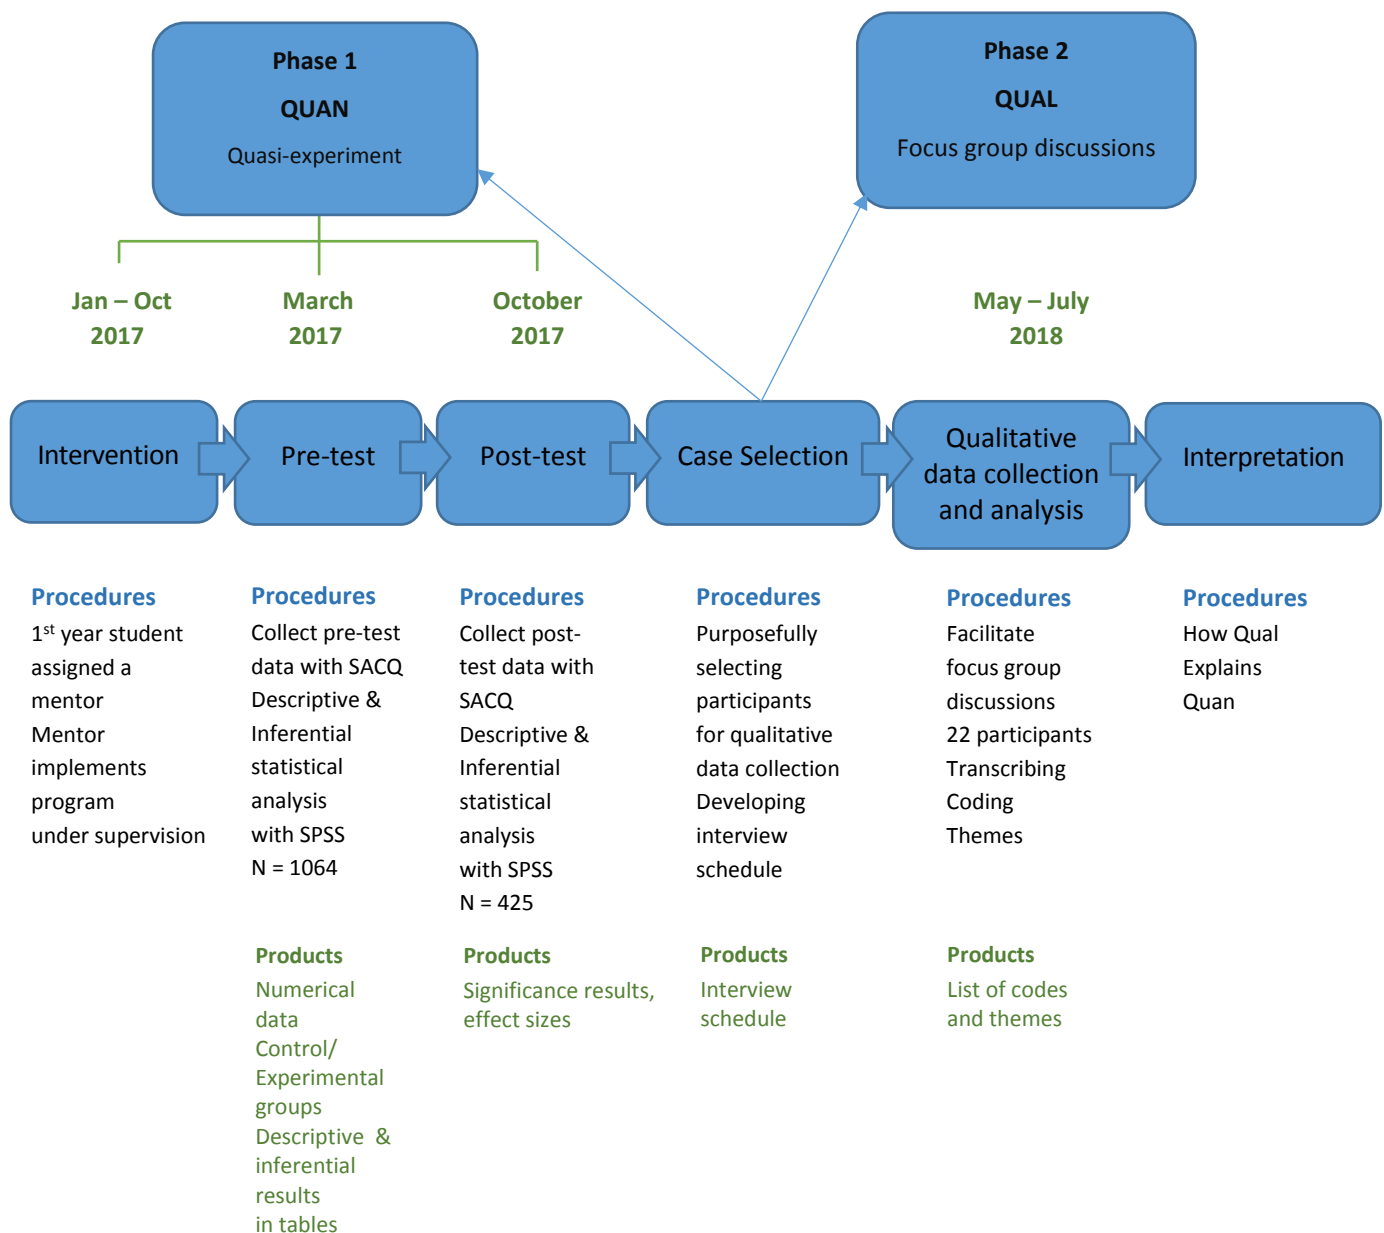 Phase 1
QUAN
Quasi-experiment
Phase 2
QUAL
Focus group discussions
Jan – Oct
2017
March
2017
October
2017
May – July
2018
Intervention
Pre-test
Post-test
Case Selection
Qualitative
data collection
and analysis
Interpretation
Procedures
1st year student
assigned a
mentor
Mentor
implements
program
under supervision
Procedures
Collect pre-test
data with SACQ
Descriptive &
Inferential
statistical
analysis
with SPSS
N = 1064
Products
Numerical
data
Control/
Experimental
groups
Descriptive &
inferential
results
in tables
Procedures
Collect post-
test data with
SACQ
Descriptive &
Inferential
statistical
analysis
with SPSS
N = 425
Products
Significance results,
effect sizes
Procedures
Purposefully
selecting
participants
for qualitative
data collection
Developing
interview
schedule
Products
Interview
schedule
Procedures
Facilitate
focus group
discussions
22 participants
Transcribing
Coding
Themes
Products
List of codes
and themes
Procedures
How Qual
Explains
Quan